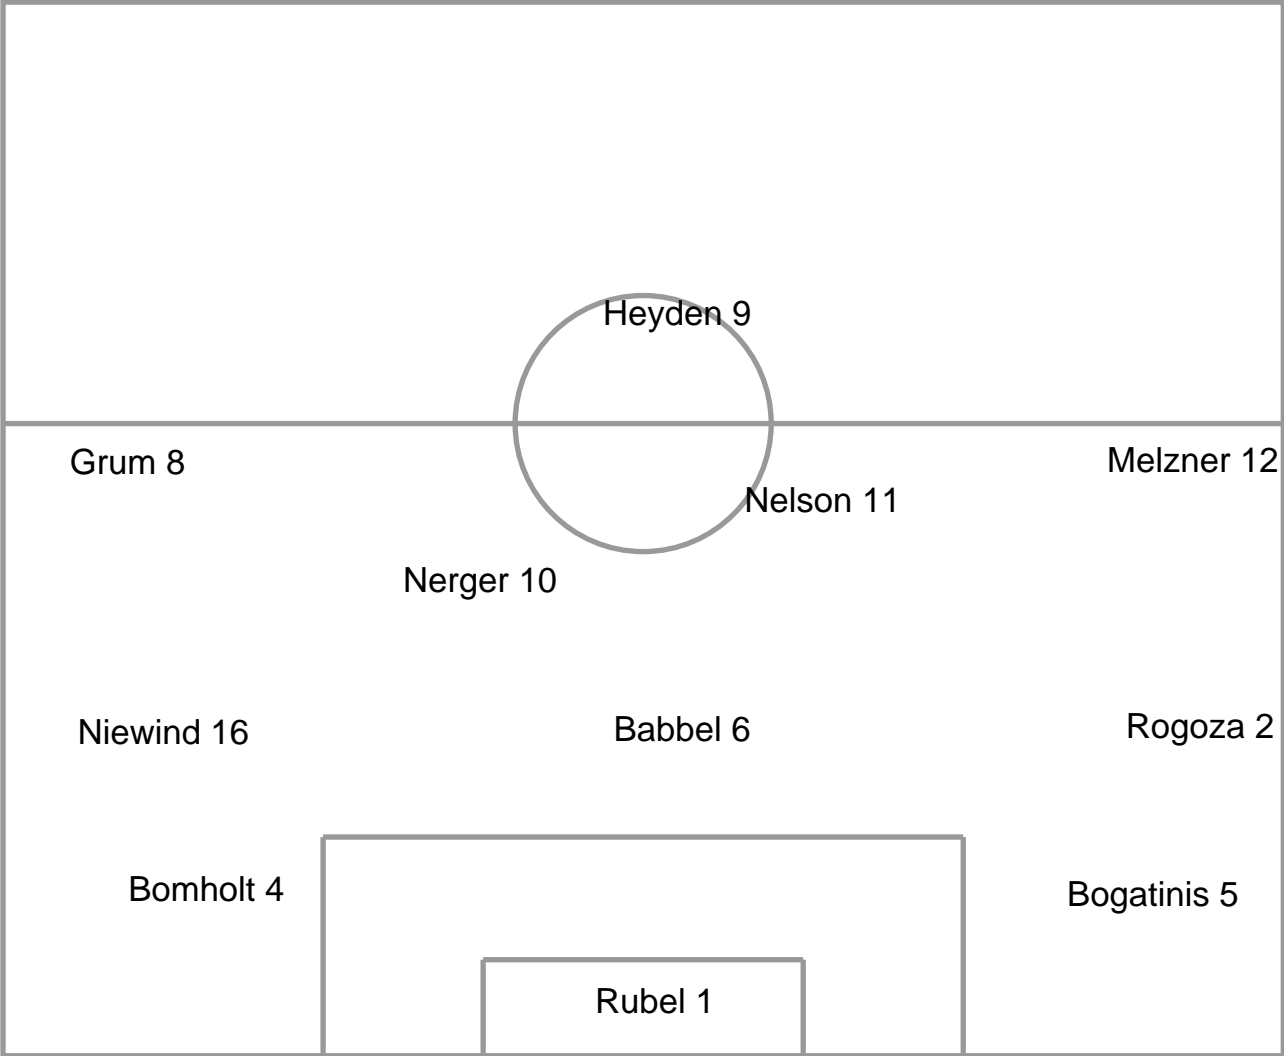 Heyden 9
Grum 8
Melzner 12
Nelson 11
Nerger 10
Niewind 16
Babbel 6
Rogoza 2
Bomholt 4
Bogatinis 5
Rubel 1